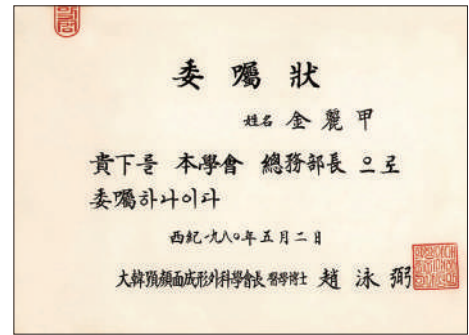 委囑狀
姓名 金麗甲
貴下를 本學會 總務部長 으로
委囑하나이다
西紀一九八〇年五月二日
大韓顎顔面成形外科學會長 醫學博士 趙泳弼